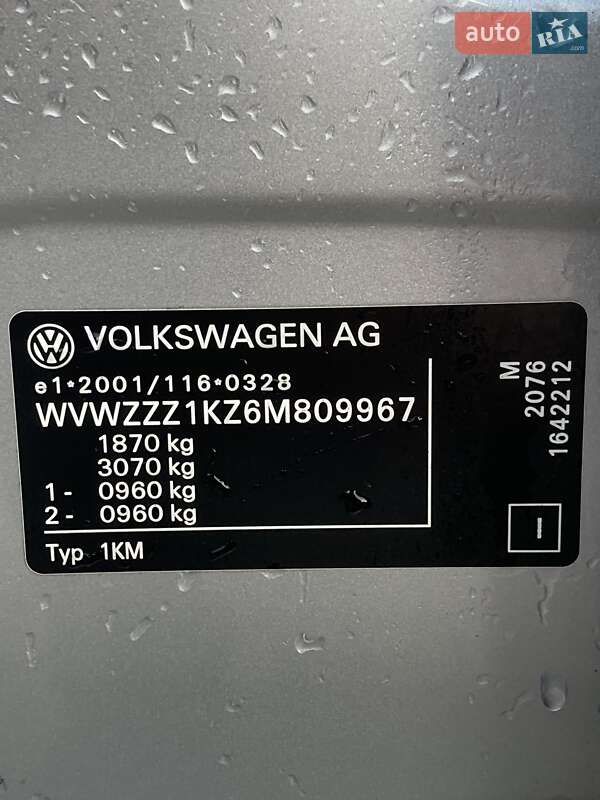 auto RIA.com
VOLKSWAGEN AG
e1*2001/116*0328
WVWZZZ1KZ6M809967
1870 kg
3070 kg
1 - 0960 kg
2 - 0960 kg
Typ 1KM
M
2076
1642212